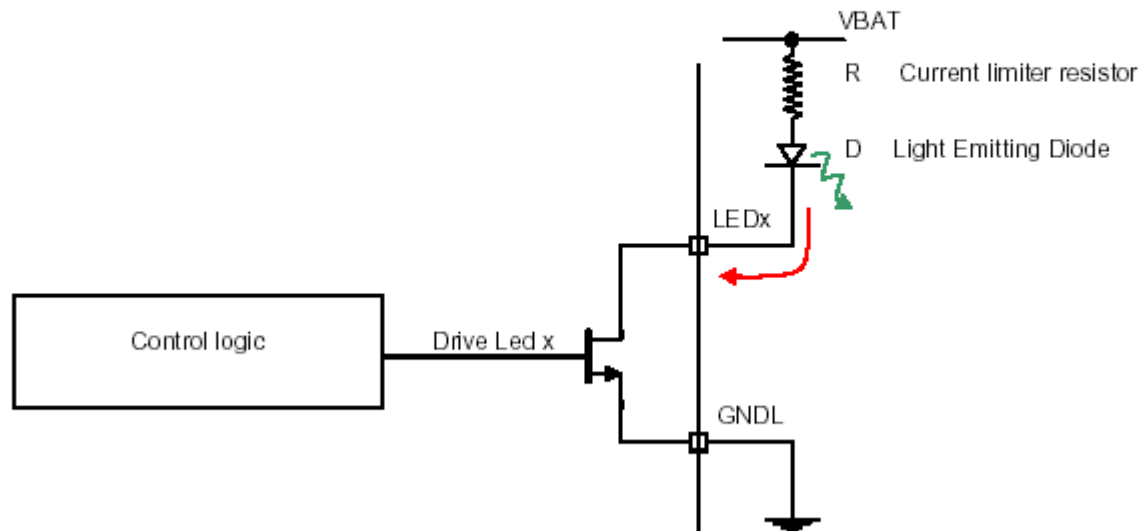 VBAT
R Current limiter resistor
D Light Emitting Diode
LEDx
Control logic
Drive Led x
GNDL